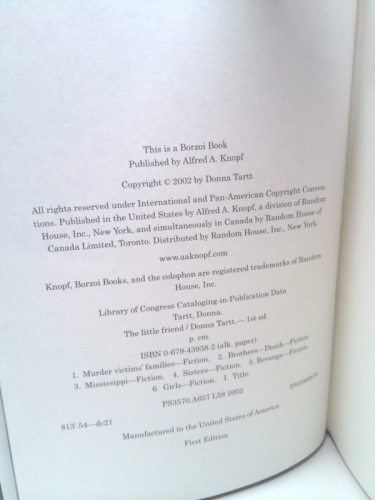 This is a Borzoi Book
Published by Alfred A. Knopf
Copyright © 2002 by Donna Tartt
All rights reserved under International and Pan-American Copyright Conven-
tions. Published in the United States by Alfred A. Knopf, a division of Random
House, Inc., New York, and simultaneously in Canada by Random House of
Canada Limited, Toronto. Distributed by Random House, Inc., New York.
www.aaknopf.com
Knopf, Borzoi Books, and the colophon are registered trademarks of Random
House, Inc.
Library of Congress Cataloging-in-Publication Data
Tartt, Donna.
The little friend / Donna Tartt.— 1st ed.
p. cm.
ISBN 0-679-43938-2 (alk. paper)
1. Murder victims' families—Fiction. 2. Brothers—Death—Fiction.
3. Mississippi—Fiction. 4. Sisters—Fiction. 5. Revenge—Fiction.
6. Girls—Fiction. I. Title.
PS3570.A657 L58 2002
813'.54—dc21
Manufactured in the United States of America
First Edition